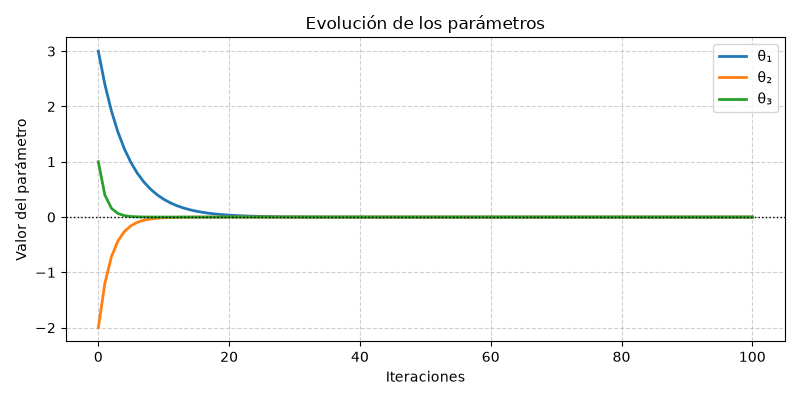 Evolución de los parámetros
Valor del parámetro
3
2
1
0
−1
−2
θ₁
θ₂
θ₃
0 20 40 60 80 100
Iteraciones